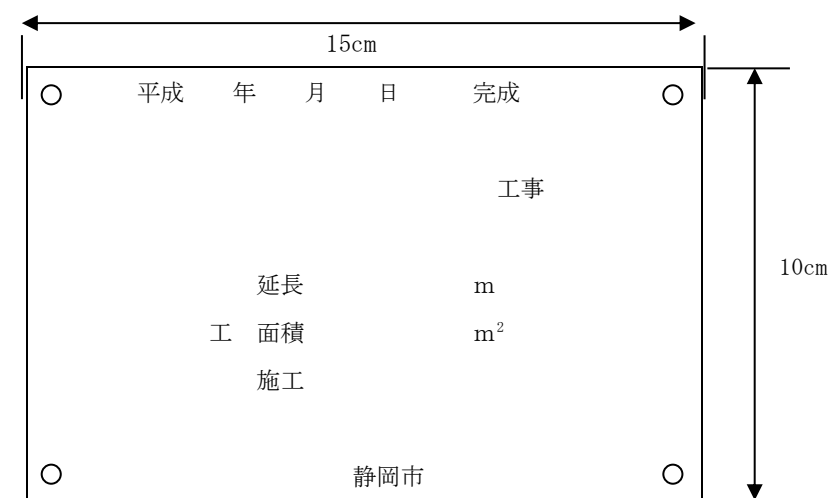 15cm
平成　　年　　月　　日　　　完成
工事
10cm
延長　　　　　　　m
工　面積　　　　　　　m²
施工
静岡市